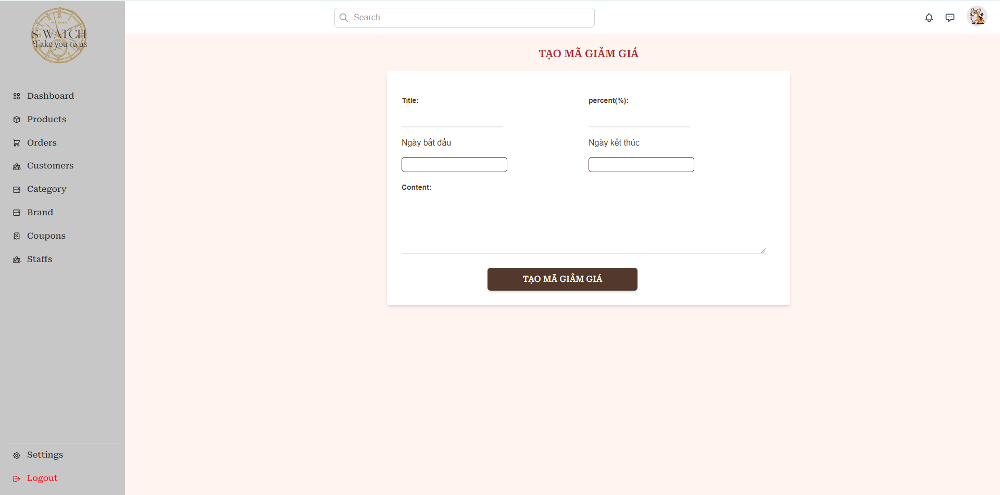 S-WATCH
Take you to us
Search...
Dashboard
Products
Orders
Customers
Category
Brand
Coupons
Staffs
Settings
Logout
TẠO MÃ GIẢM GIÁ
Title:
percent(%):
Ngày bắt đầu
Ngày kết thúc
Content:
TẠO MÃ GIẢM GIÁ